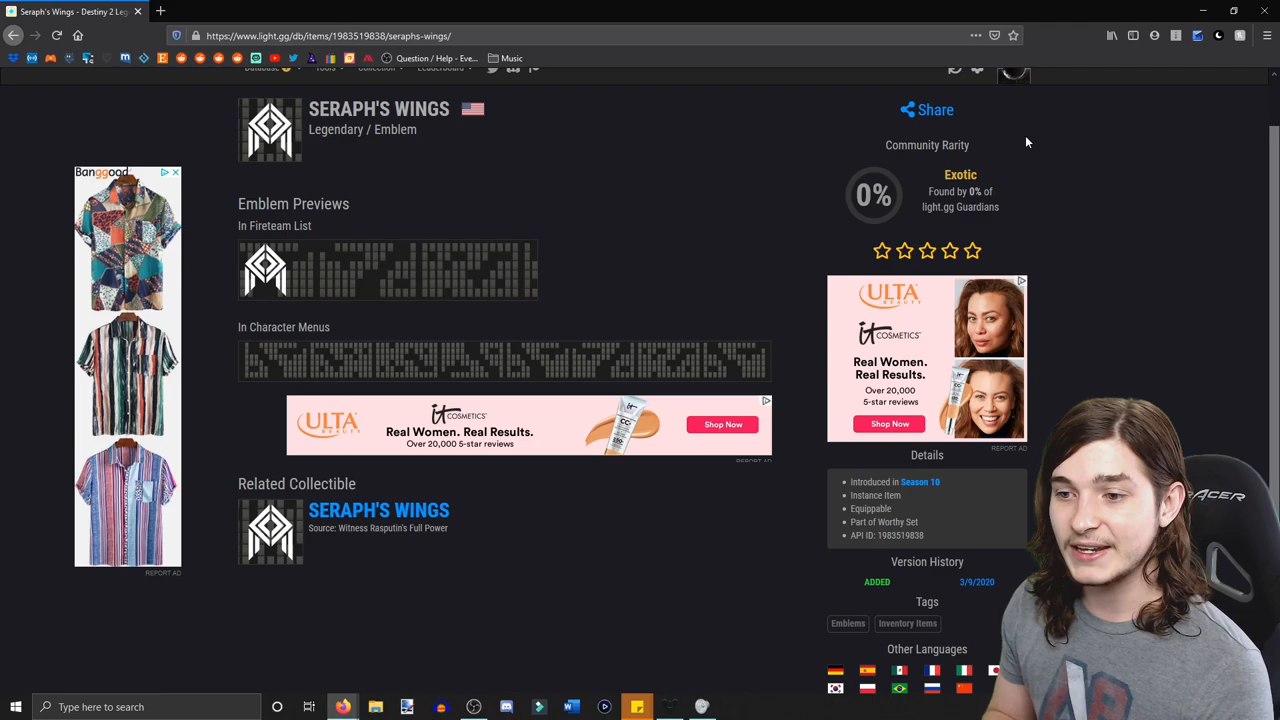 Seraph's Wings - Destiny 2 Leg
https://www.light.gg/db/items/1983519838/seraphs-wings/
Question / Help - Eve...
Music
SERAPH'S WINGS
Legendary / Emblem
Share
Community Rarity
0%
Exotic
Found by 0% of
light.gg Guardians
Banggood
Emblem Previews
In Fireteam List
In Character Menus
ULTA
BEAUTY
it
COSMETICS
Real Women.
Real Results.
Over 20,000
5-star reviews
Shop Now
REPORT AD
ULTA
BEAUTY
it
COSMETICS
Real Women. Real Results.
Over 20,000 5-star reviews
Shop Now
REPORT AD
Details
Introduced in Season 10
Instance Item
Equippable
Part of Worthy Set
API ID: 1983519838
Related Collectible
SERAPH'S WINGS
Source: Witness Rasputin's Full Power
REPORT AD
Version History
ADDED 3/9/2020
Tags
Emblems Inventory Items
Other Languages
ACER
Type here to search